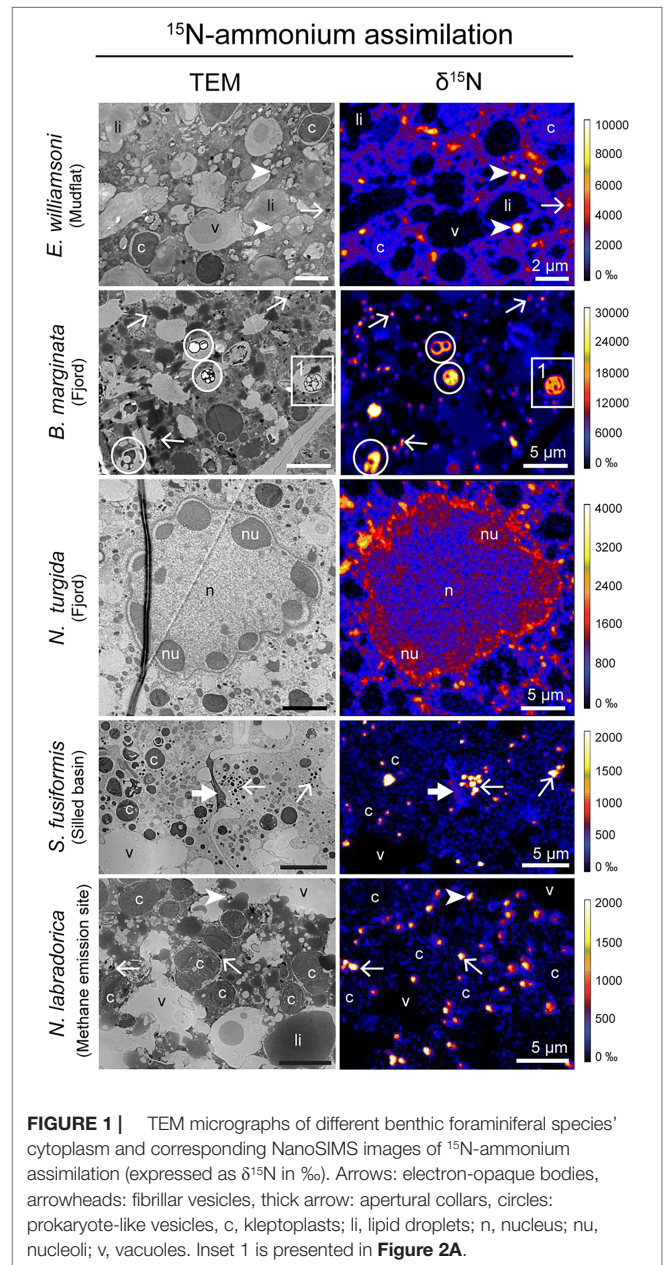 ¹⁵N-ammonium assimilation
TEM δ¹⁵N
E. williamsoni
(Mudflat)
li
c
li
v
c
li
c
li
v
c
2 µm
10000
8000
6000
4000
2000
0 ‰
B. marginata
(Fjord)
1
1
5 µm
30000
24000
18000
12000
6000
0 ‰
N. turgida
(Fjord)
nu
n
nu
nu
n
nu
5 µm
4000
3200
2400
1600
800
0 ‰
S. fusiformis
(Silled basin)
c
c
v
c
c
v
5 µm
2000
1500
1000
500
0 ‰
N. labradorica
(Methane emission site)
c
v
c
c
c
c
v
li
c
v
c
c
c
v
5 µm
2000
1500
1000
500
0 ‰
FIGURE 1 | TEM micrographs of different benthic foraminiferal species’
cytoplasm and corresponding NanoSIMS images of ¹⁵N-ammonium
assimilation (expressed as δ¹⁵N in ‰). Arrows: electron-opaque bodies,
arrowheads: fibrillar vesicles, thick arrow: apertural collars, circles:
prokaryote-like vesicles, c, kleptoplasts; li, lipid droplets; n, nucleus; nu,
nucleoli; v, vacuoles. Inset 1 is presented in Figure 2A.